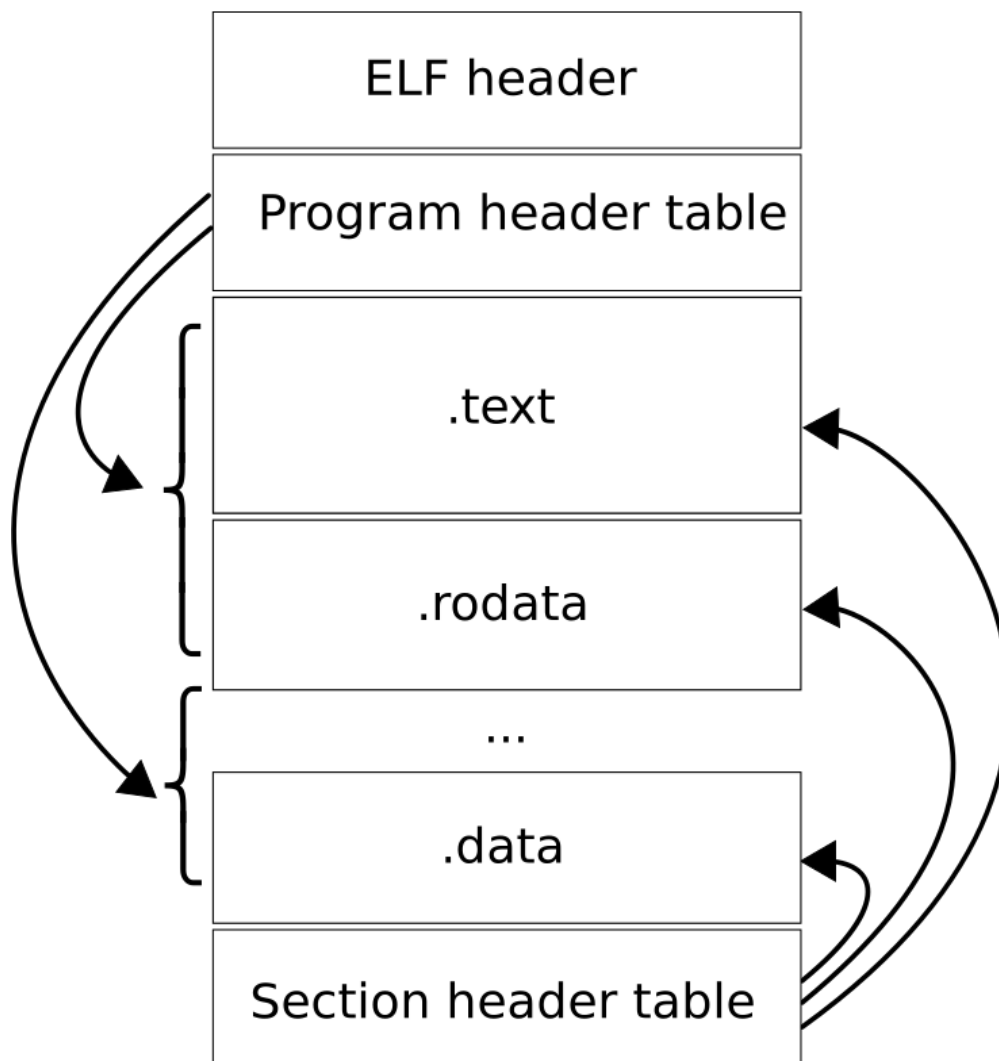 ELF header
Program header table
.text
.rodata
...
.data
Section header table